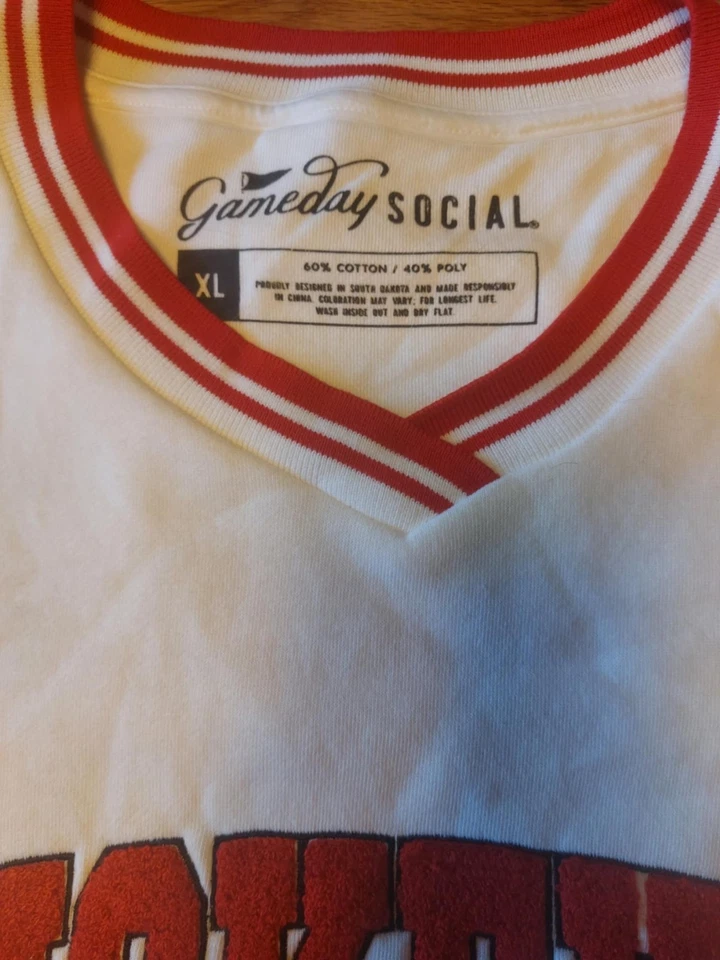 Gameday SOCIAL®
XL
60% COTTON / 40% POLY
PROUDLY DESIGNED IN SOUTH DAKOTA AND MADE RESPONSIBLY
IN CHINA. COLORATION MAY VARY; FOR LONGEST LIFE.
WASH INSIDE OUT AND DRY FLAT.